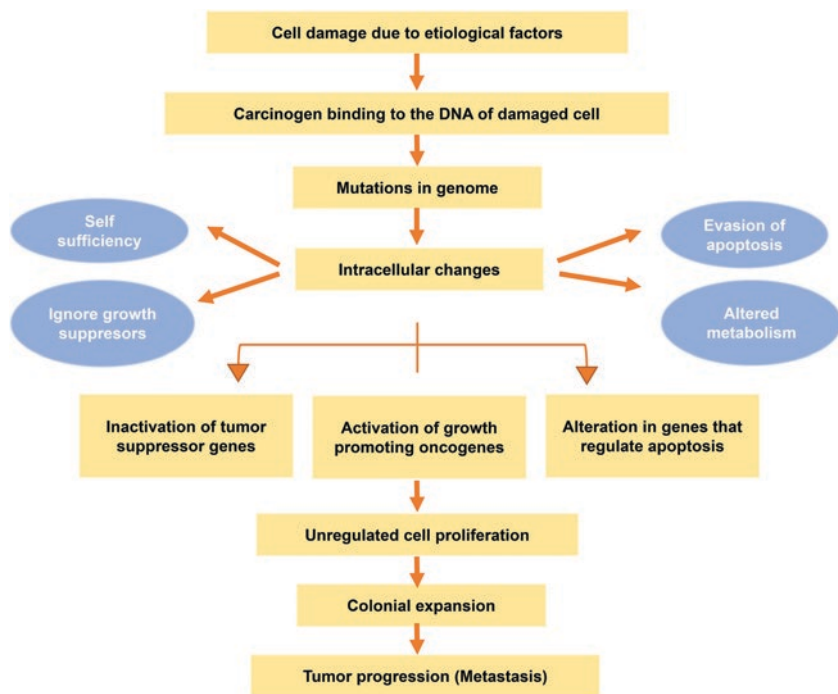 Cell damage due to etiological factors
Carcinogen binding to the DNA of damaged cell
Mutations in genome
Self
sufficiency
Evasion of
apoptosis
Intracellular changes
Ignore growth
suppresors
Altered
metabolism
Inactivation of tumor
suppressor genes
Activation of growth
promoting oncogenes
Alteration in genes that
regulate apoptosis
Unregulated cell proliferation
Colonial expansion
Tumor progression (Metastasis)